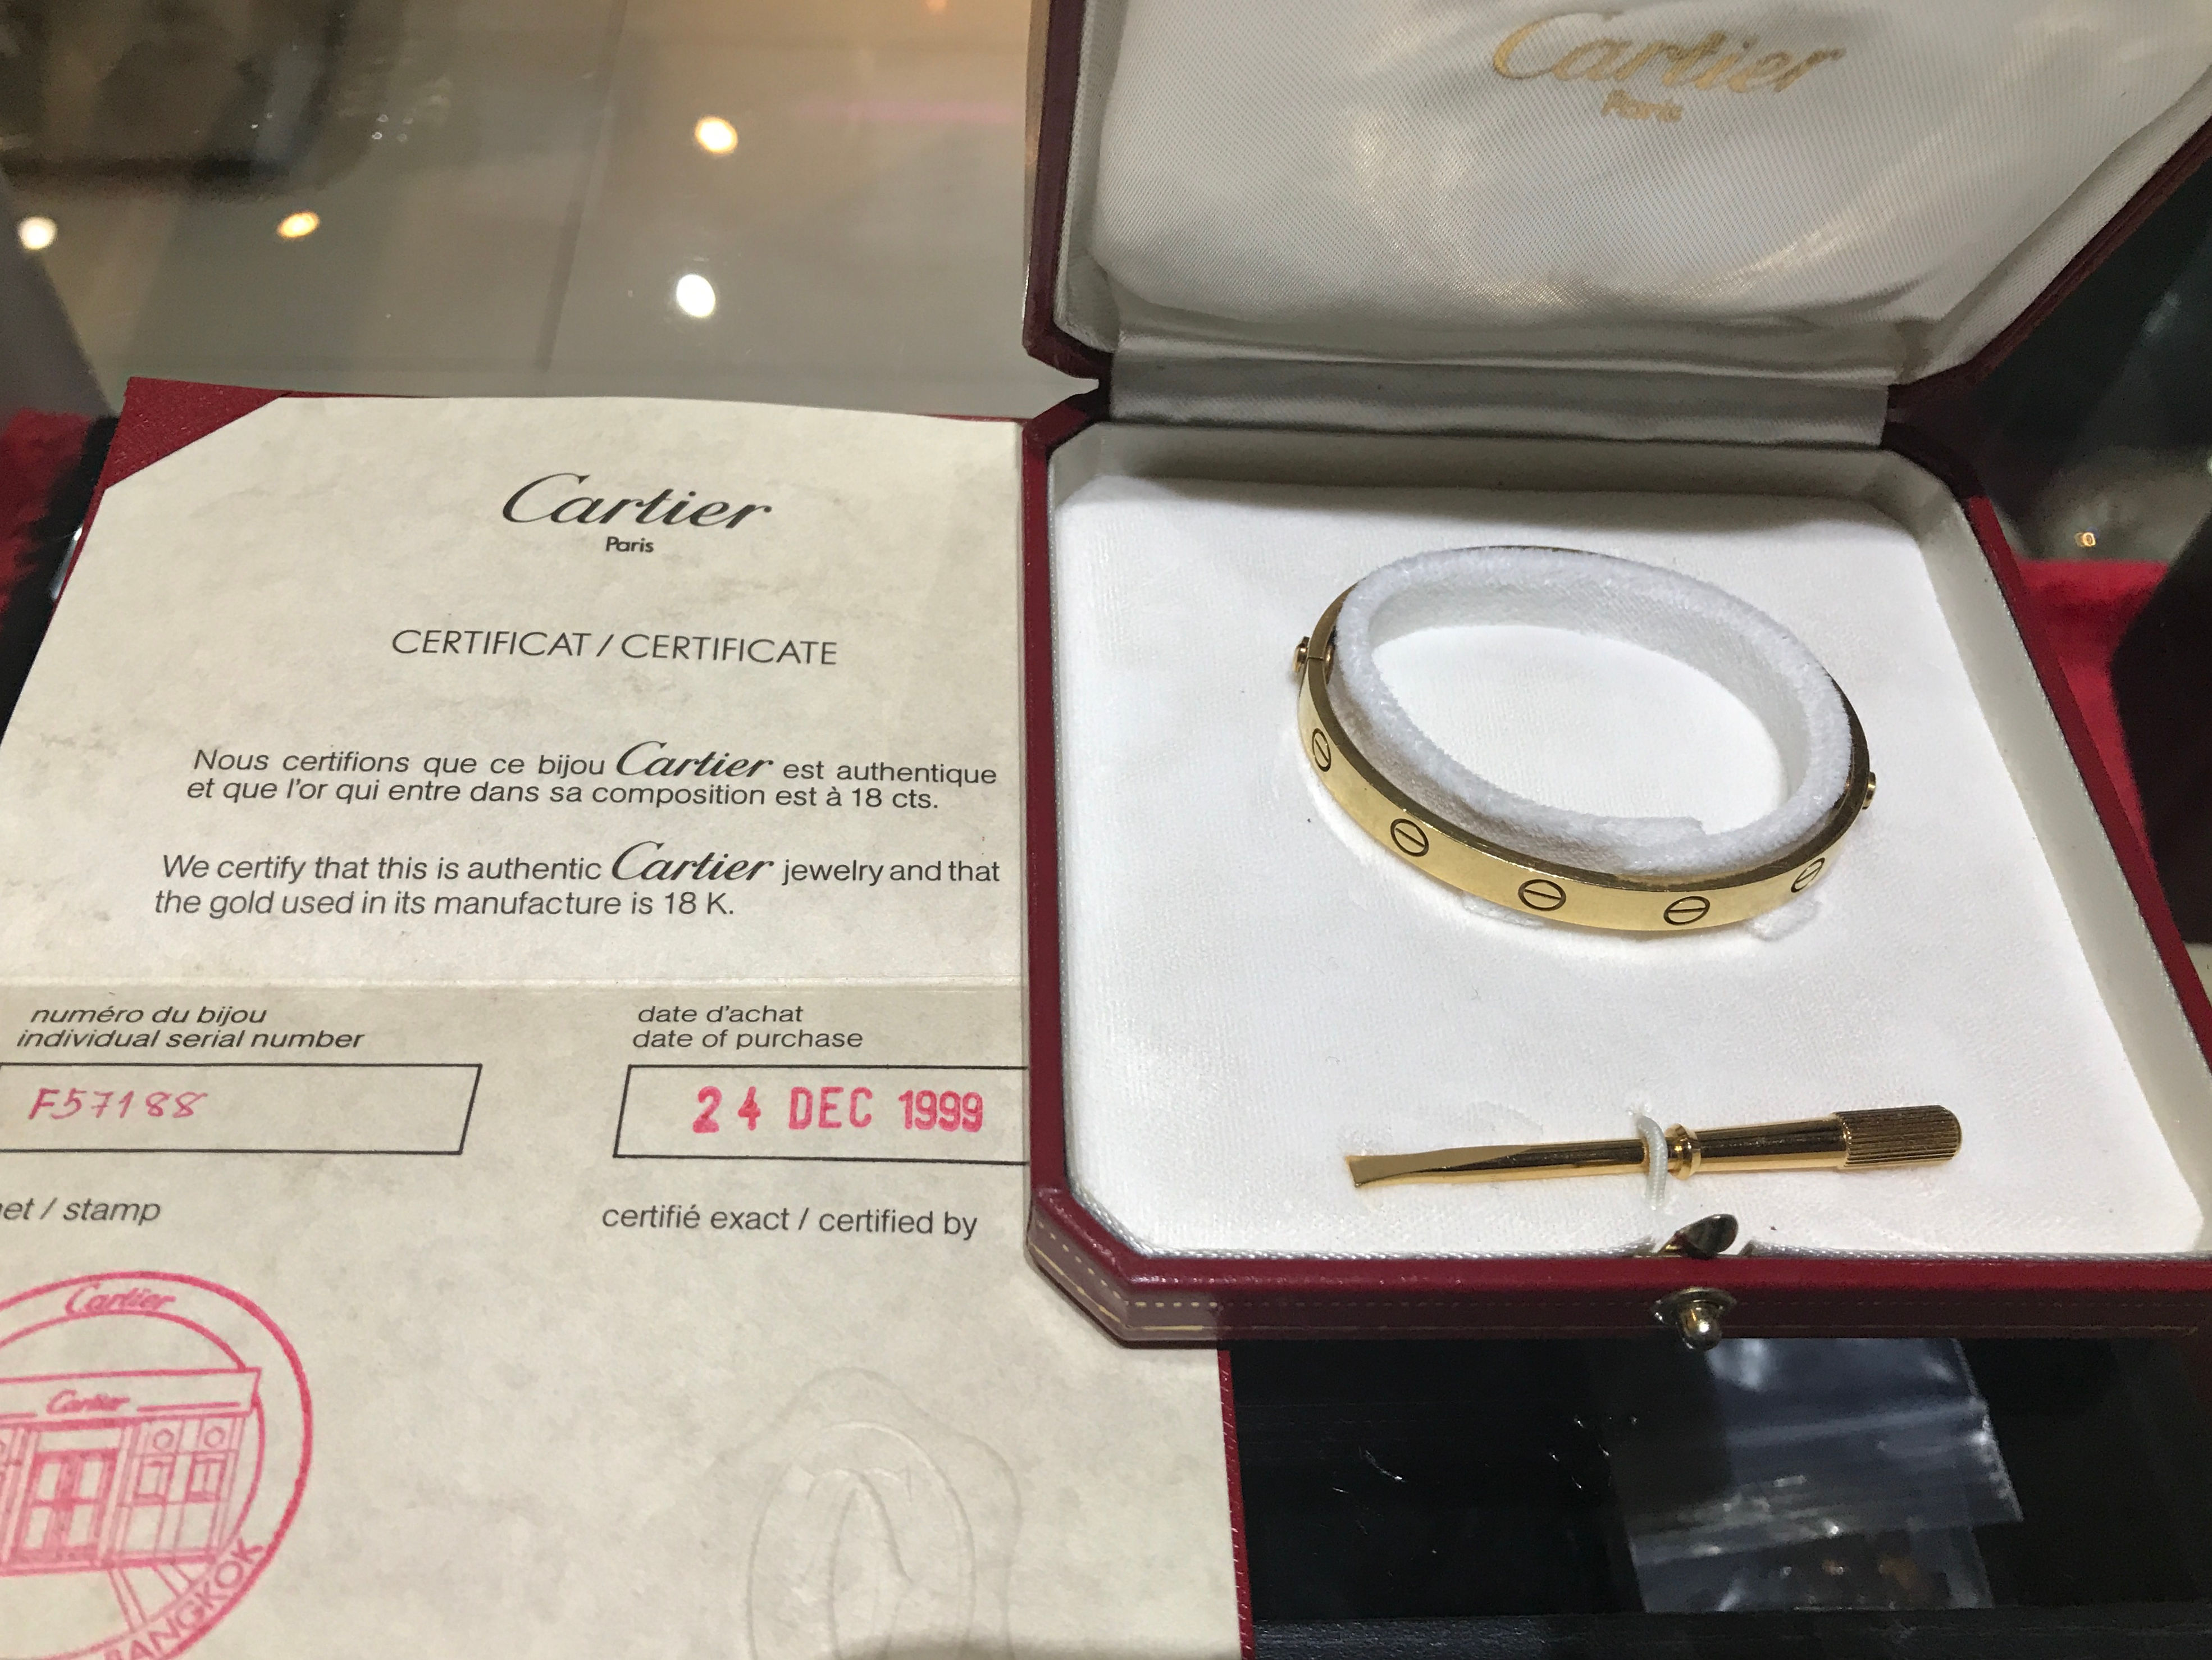 Cartier
Paris
Cartier
Paris
CERTIFICAT / CERTIFICATE
Nous certifions que ce bijou Cartier est authentique
et que l'or qui entre dans sa composition est à 18 cts.
We certify that this is authentic Cartier jewelry and that
the gold used in its manufacture is 18 K.
numéro du bijou
individual serial number
date d'achat
date of purchase
F57188
24 DEC 1999
et / stamp
certifié exact / certified by
Cartier
Cartier
BANGKOK